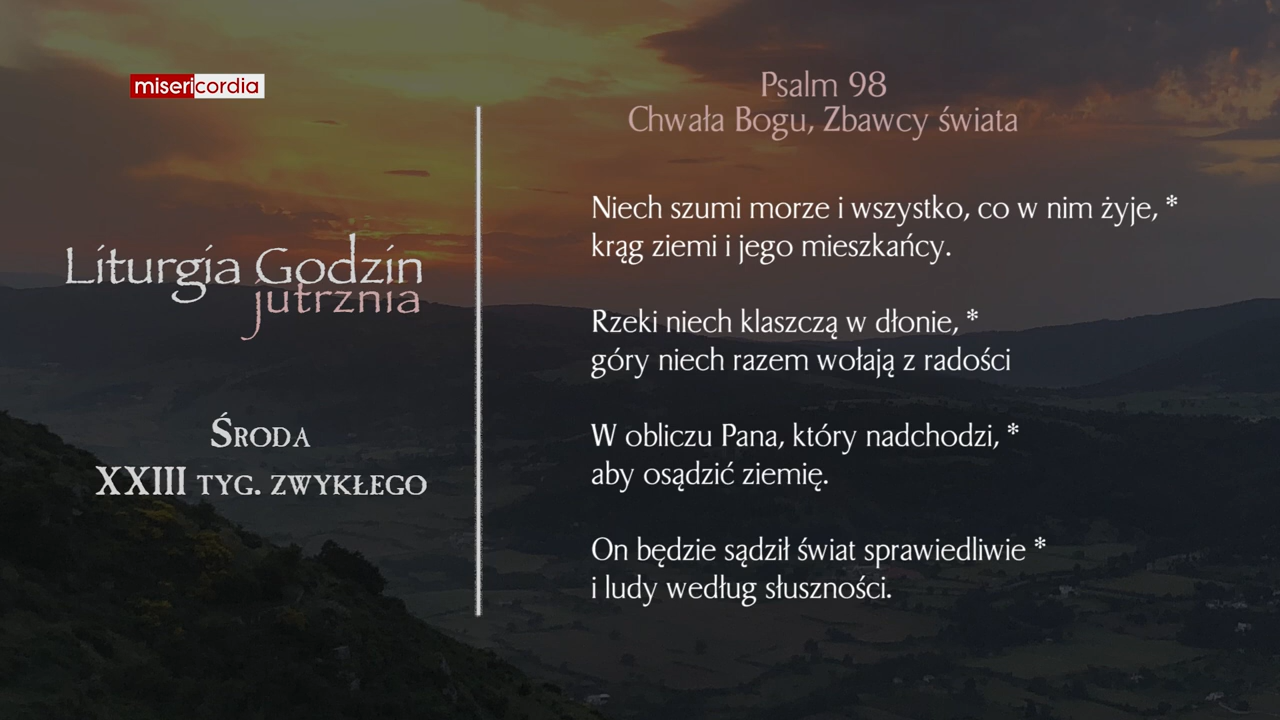 misericordia
Liturgia Godzin
jutrznia
Środa
XXIII tyg. zwykłego
Psalm 98
Chwała Bogu, Zbawcy świata
Niech szumi morze i wszystko, co w nim żyje, *
krąg ziemi i jego mieszkańcy.
Rzeki niech klaszczą w dłonie, *
góry niech razem wołają z radości
W obliczu Pana, który nadchodzi, *
aby osądzić ziemię.
On będzie sądził świat sprawiedliwie *
i ludy według słuszności.